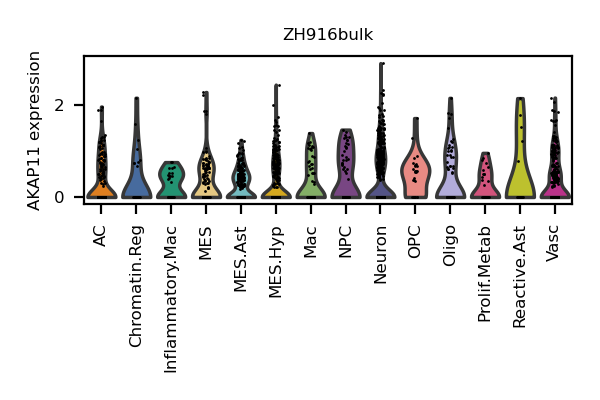 ZH916bulk
AKAP11 expression
2
0
AC
Chromatin.Reg
Inflammatory.Mac
MES
MES.Ast
MES.Hyp
Mac
NPC
Neuron
OPC
Oligo
Prolif.Metab
Reactive.Ast
Vasc